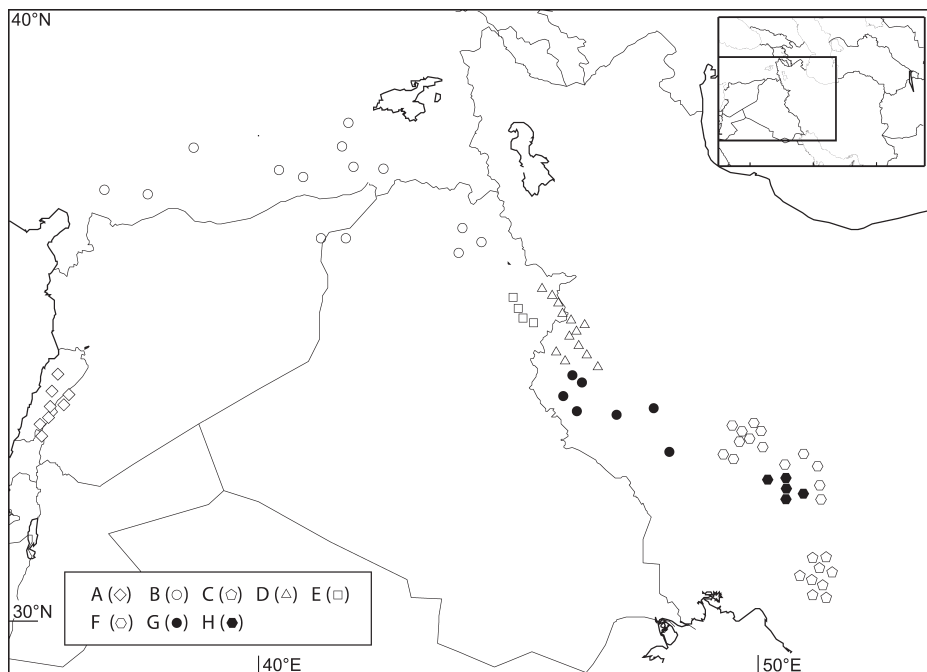 40°N
A (◇) B (○) C (⬠) D (△) E (□)
F (⬡) G (●) H (⬢)
30°N
40°E
50°E